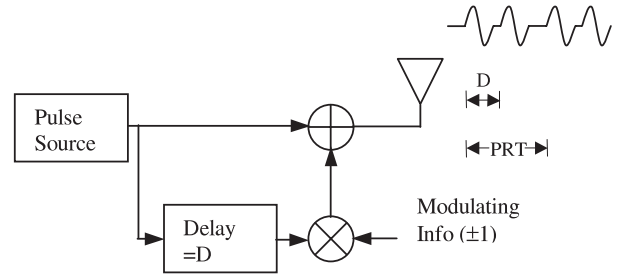 D
Pulse
Source
PRT
Modulating
Info (±1)
Delay
=D